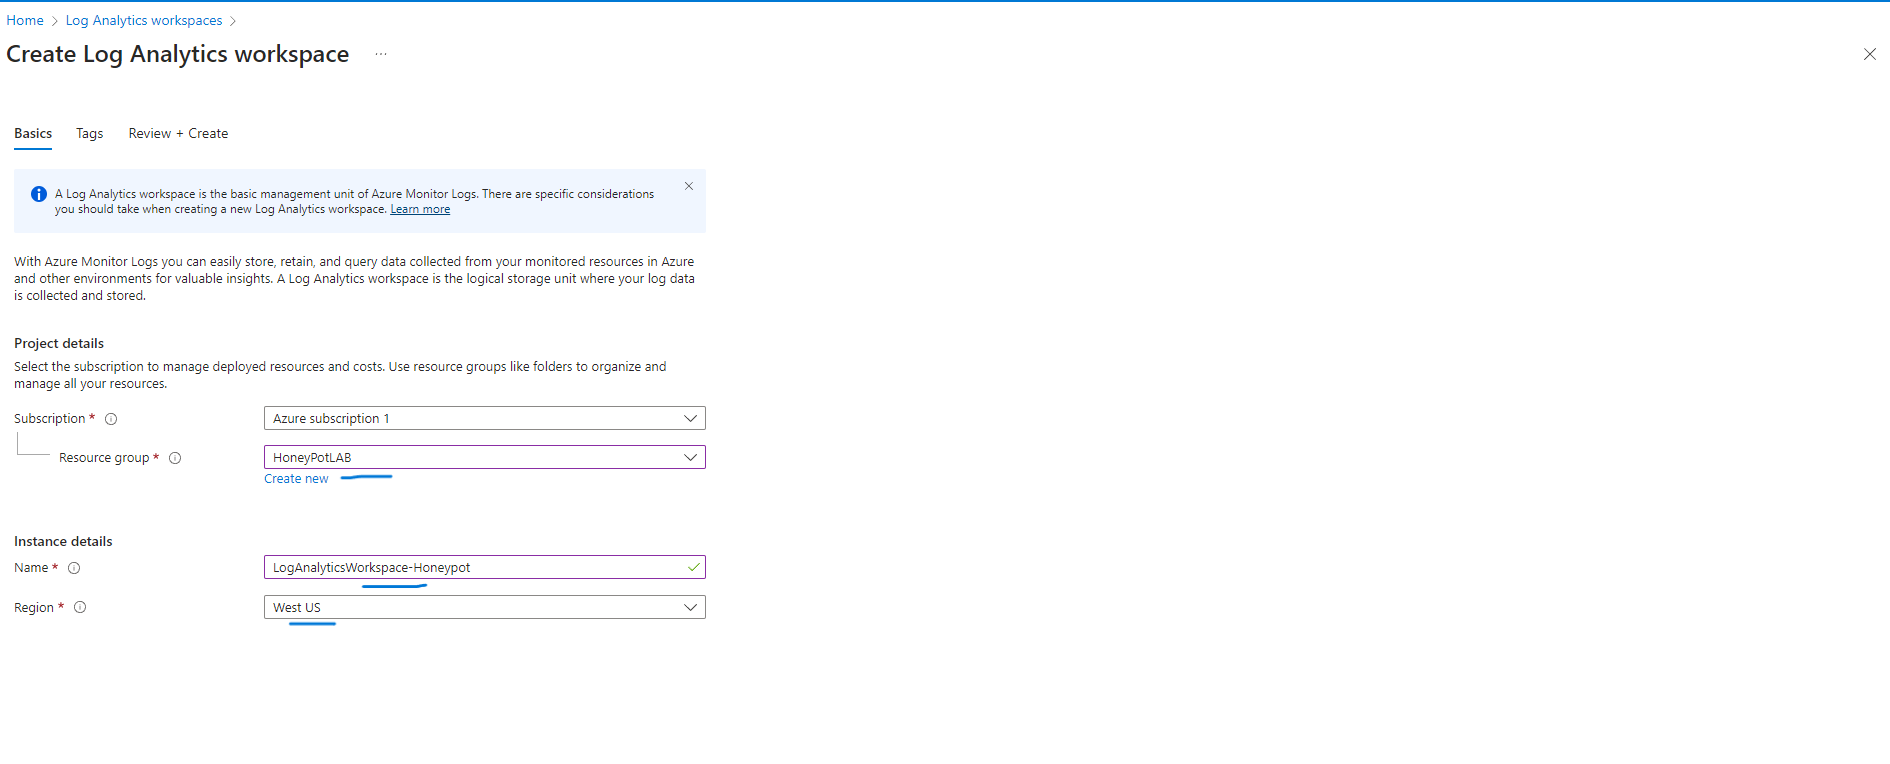 Home > Log Analytics workspaces >
Create Log Analytics workspace ...
Basics Tags Review + Create
A Log Analytics workspace is the basic management unit of Azure Monitor Logs. There are specific considerations
you should take when creating a new Log Analytics workspace. Learn more
With Azure Monitor Logs you can easily store, retain, and query data collected from your monitored resources in Azure
and other environments for valuable insights. A Log Analytics workspace is the logical storage unit where your log data
is collected and stored.
Project details
Select the subscription to manage deployed resources and costs. Use resource groups like folders to organize and
manage all your resources.
Subscription * Azure subscription 1
Resource group * HoneyPotLAB
Create new
Instance details
Name * LogAnalyticsWorkspace-Honeypot
Region * West US